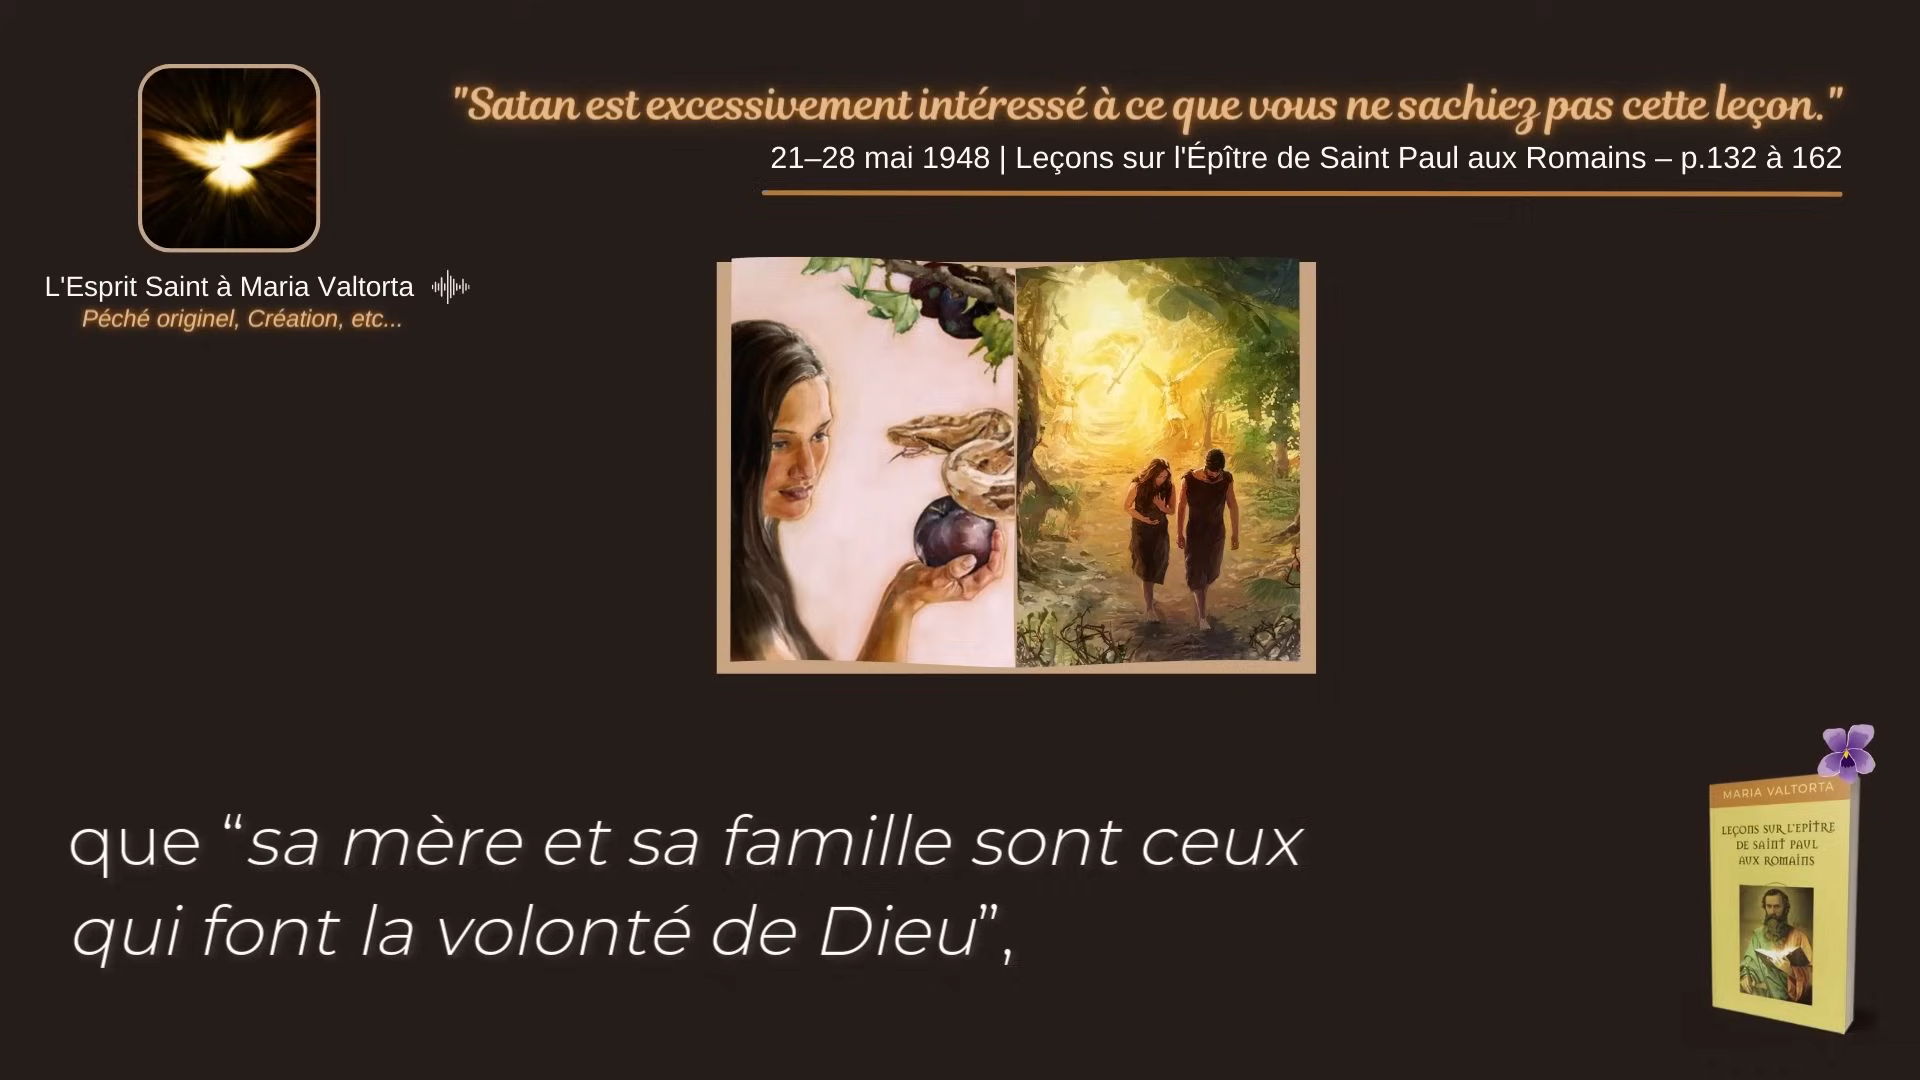 "Satan est excessivement intéressé à ce que vous ne sachiez pas cette leçon."
21–28 mai 1948 | Leçons sur l'Épître de Saint Paul aux Romains – p.132 à 162
L'Esprit Saint à Maria Valtorta
Péché originel, Création, etc...
que “sa mère et sa famille sont ceux
qui font la volonté de Dieu”,
MARIA VALTORTA
LEÇONS SUR L'EPÎTRE
DE SAINT PAUL
AUX ROMAINS